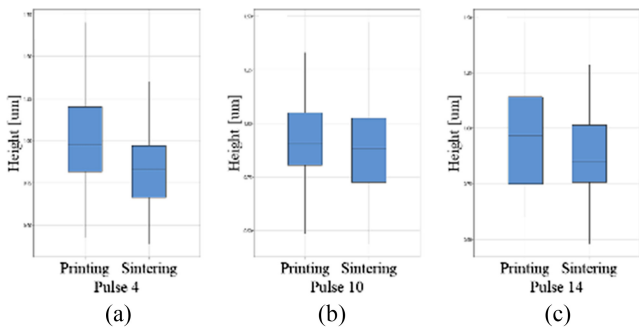 Height [um]
Printing Sintering
Pulse 4
(a)
Height [um]
Printing Sintering
Pulse 10
(b)
Height [um]
Printing Sintering
Pulse 14
(c)